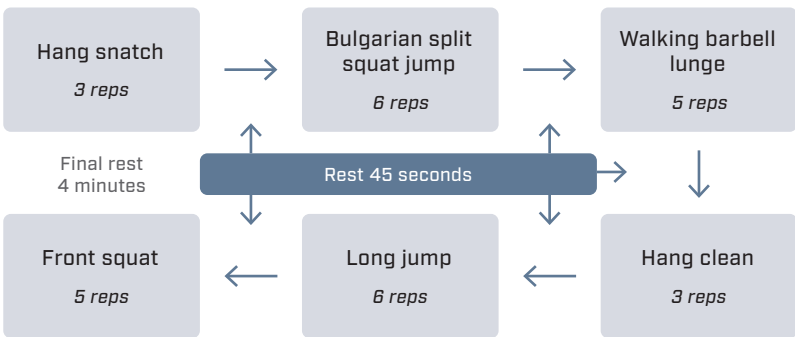 Hang snatch
3 reps
Bulgarian split
squat jump
6 reps
Walking barbell
lunge
5 reps
Final rest
4 minutes
Rest 45 seconds
Front squat
5 reps
Long jump
6 reps
Hang clean
3 reps